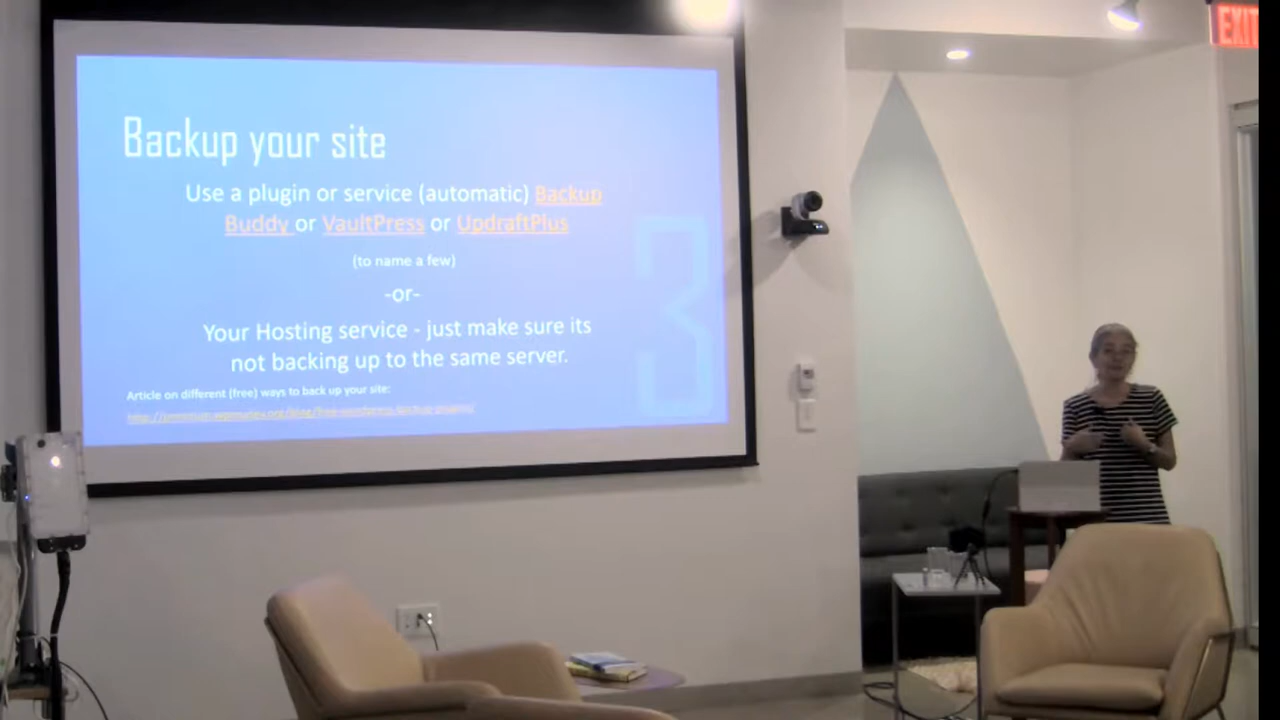 Backup your site
Use a plugin or service (automatic) Backup
Buddy or VaultPress or UpdraftPlus
(to name a few)
-or-
Your Hosting service - just make sure its
not backing up to the same server.
3
Article on different (free) ways to back up your site:
EXIT